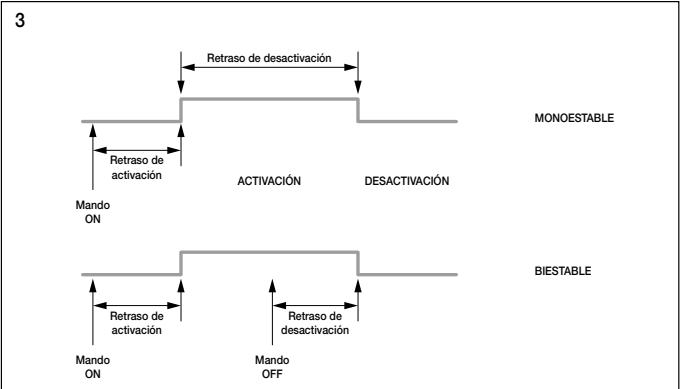 3
Retraso de desactivación
MONOESTABLE
Retraso de
activación
ACTIVACIÓN
DESACTIVACIÓN
Mando
ON
BIESTABLE
Retraso de
activación
Retraso de
desactivación
Mando
ON
Mando
OFF